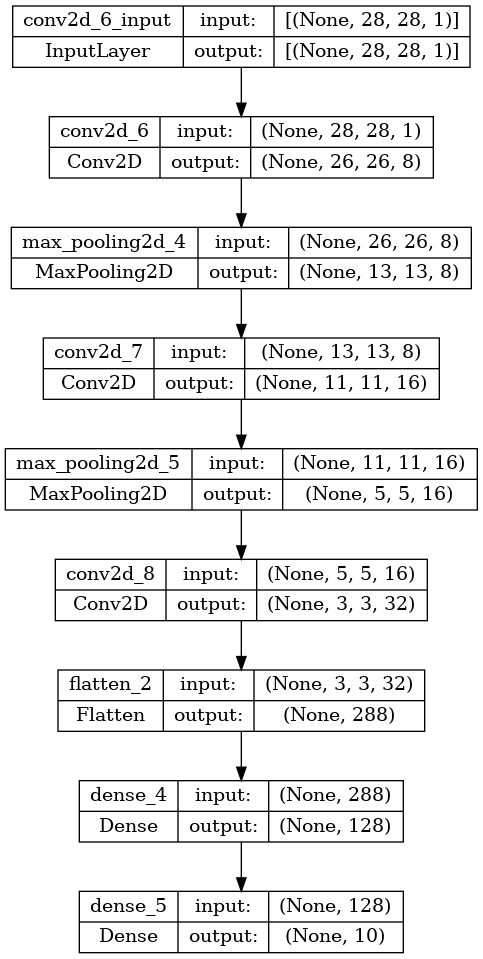 conv2d_6_input input: [(None, 28, 28, 1)]
InputLayer output: [(None, 28, 28, 1)]
conv2d_6 input: (None, 28, 28, 1)
Conv2D output: (None, 26, 26, 8)
max_pooling2d_4 input: (None, 26, 26, 8)
MaxPooling2D output: (None, 13, 13, 8)
conv2d_7 input: (None, 13, 13, 8)
Conv2D output: (None, 11, 11, 16)
max_pooling2d_5 input: (None, 11, 11, 16)
MaxPooling2D output: (None, 5, 5, 16)
conv2d_8 input: (None, 5, 5, 16)
Conv2D output: (None, 3, 3, 32)
flatten_2 input: (None, 3, 3, 32)
Flatten output: (None, 288)
dense_4 input: (None, 288)
Dense output: (None, 128)
dense_5 input: (None, 128)
Dense output: (None, 10)